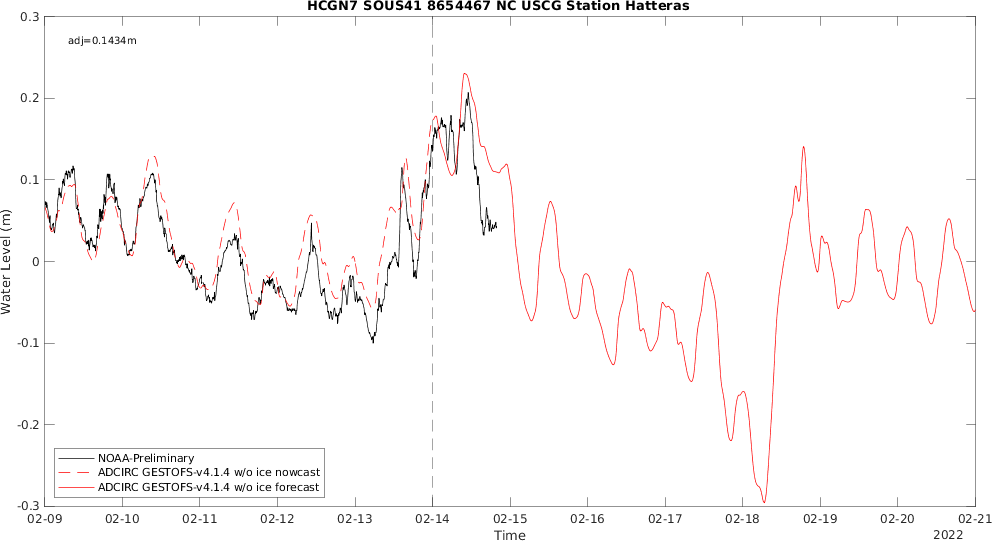 HCGN7 SOUS41 8654467 NC USCG Station Hatteras
adj=0.1434m
0.3
0.2
0.1
0
-0.1
-0.2
-0.3
Water Level (m)
NOAA-Preliminary
ADCIRC GESTOFS-v4.1.4 w/o ice nowcast
ADCIRC GESTOFS-v4.1.4 w/o ice forecast
02-09 02-10 02-11 02-12 02-13 02-14 02-15 02-16 02-17 02-18 02-19 02-20 02-21
Time
2022